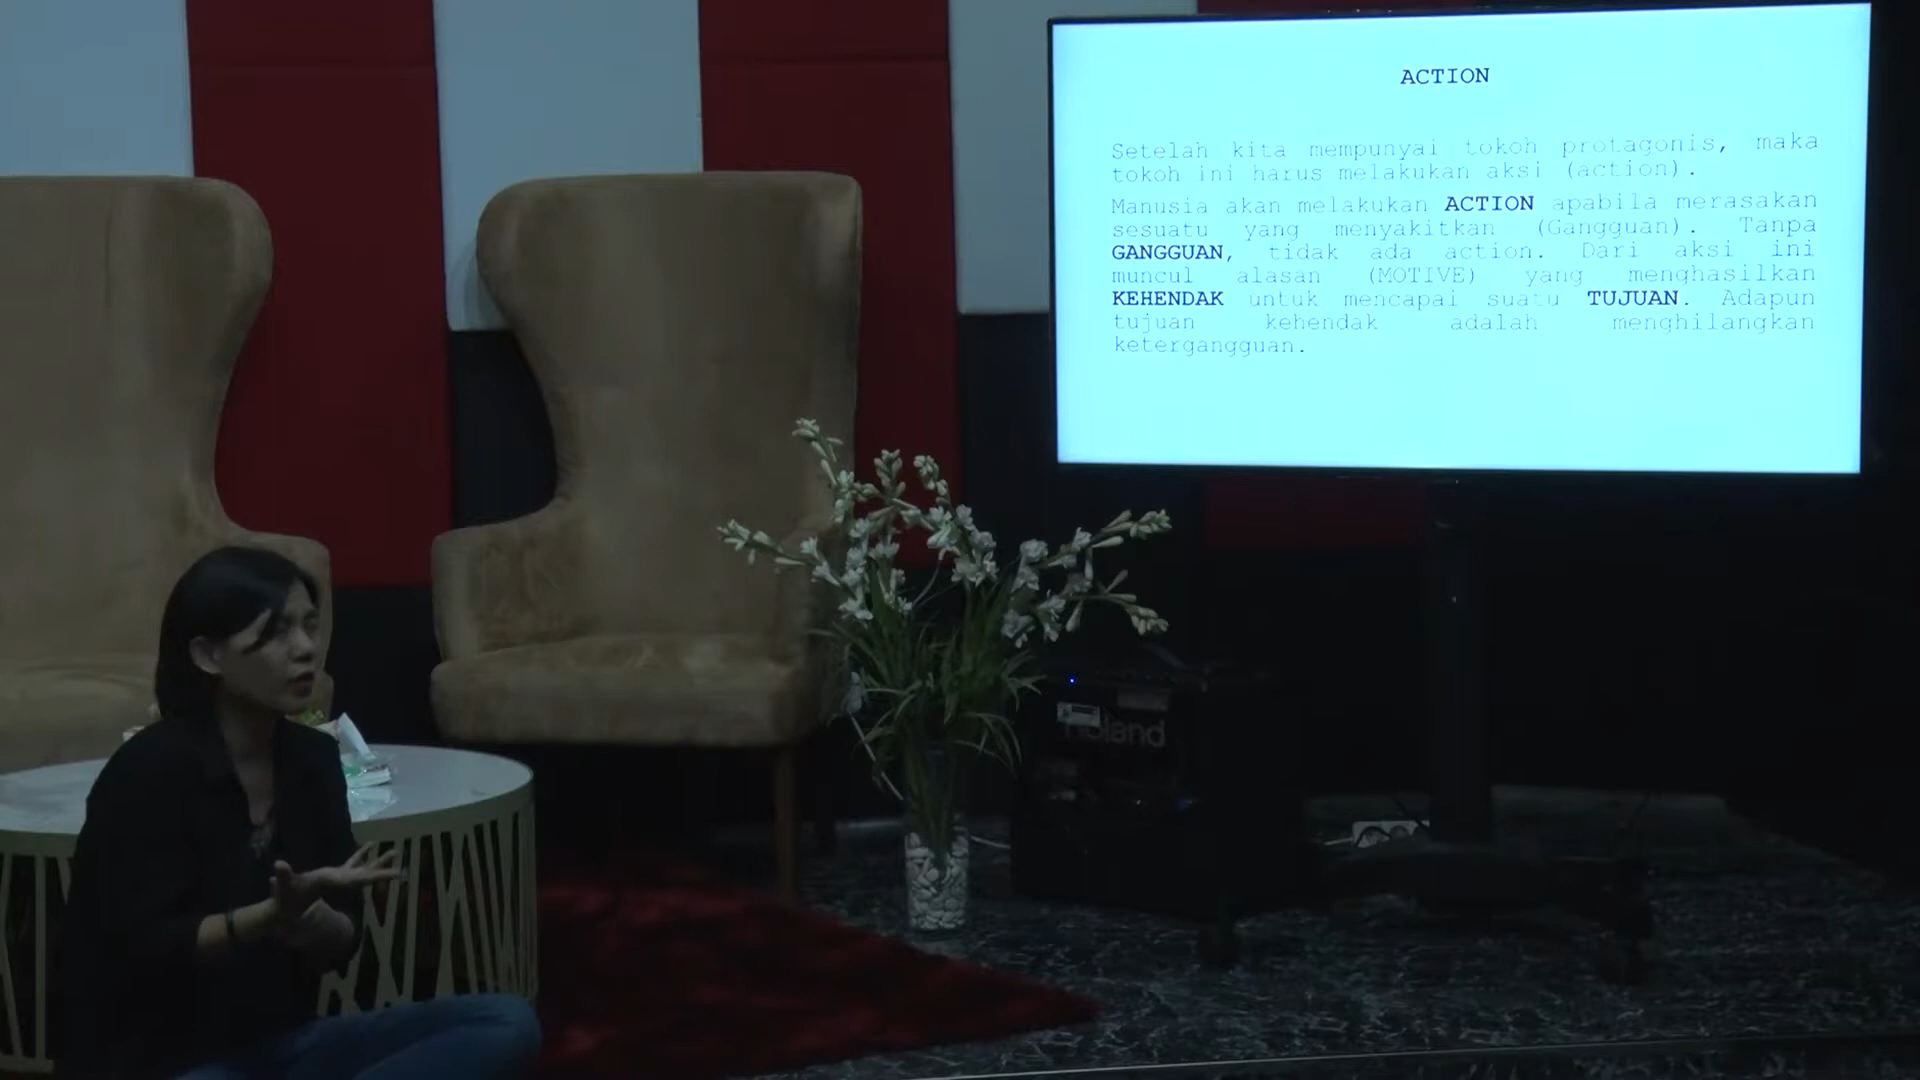 ACTION
Setelah kita mempunyai tokoh protagonis, maka
tokoh ini harus melakukan aksi (action).
Manusia akan melakukan ACTION apabila merasakan
sesuatu yang menyakitkan (Gangguan). Tanpa
GANGGUAN, tidak ada action. Dari aksi ini
muncul alasan (MOTIVE) yang menghasilkan
KEHENDAK untuk mencapai suatu TUJUAN. Adapun
tujuan kehendak adalah menghilangkan
ketergangguan.
Roland